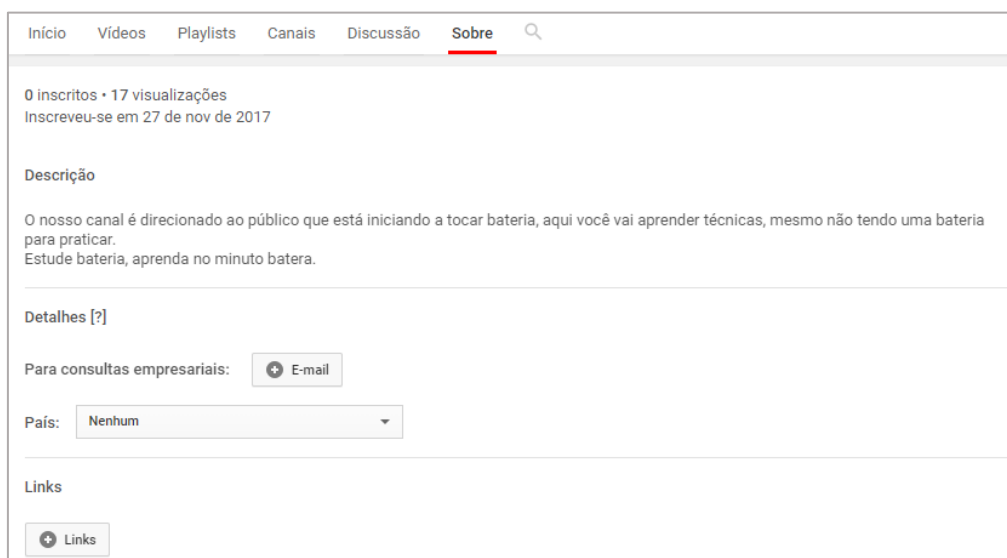 Início Vídeos Playlists Canais Discussão Sobre
0 inscritos • 17 visualizações
Inscreveu-se em 27 de nov de 2017
Descrição
O nosso canal é direcionado ao público que está iniciando a tocar bateria, aqui você vai aprender técnicas, mesmo não tendo uma bateria
para praticar.
Estude bateria, aprenda no minuto batera.
Detalhes [?]
Para consultas empresariais: E-mail
País: Nenhum
Links
Links